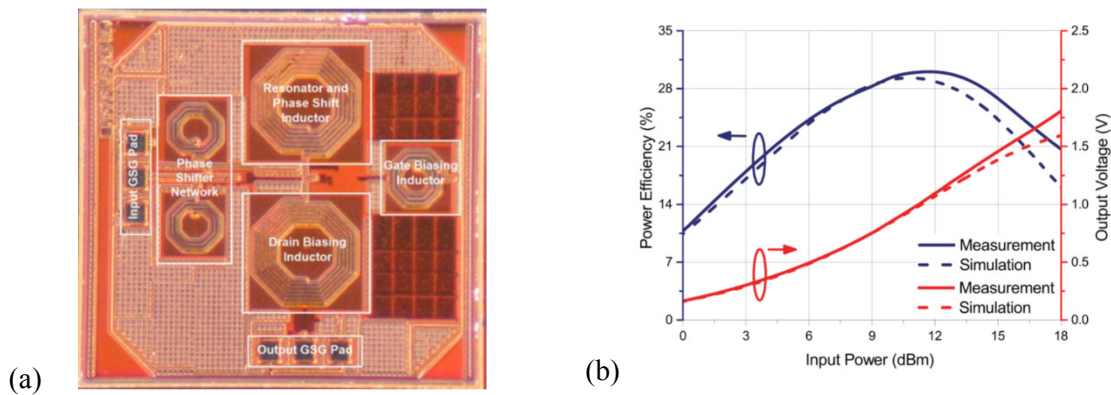 (a)
Resonator and
Phase Shift
Inductor
Input GSG Pad
Phase
Shifter
Network
Gate Biasing
Inductor
Drain Biasing
Inductor
Output GSG Pad
(b)
Power Efficiency (%)
35
28
21
14
7
0
0 3 6 9 12 15 18
Input Power (dBm)
2.5
2.0
1.5
1.0
0.5
0.0
Output Voltage (V)
Measurement
Simulation
Measurement
Simulation